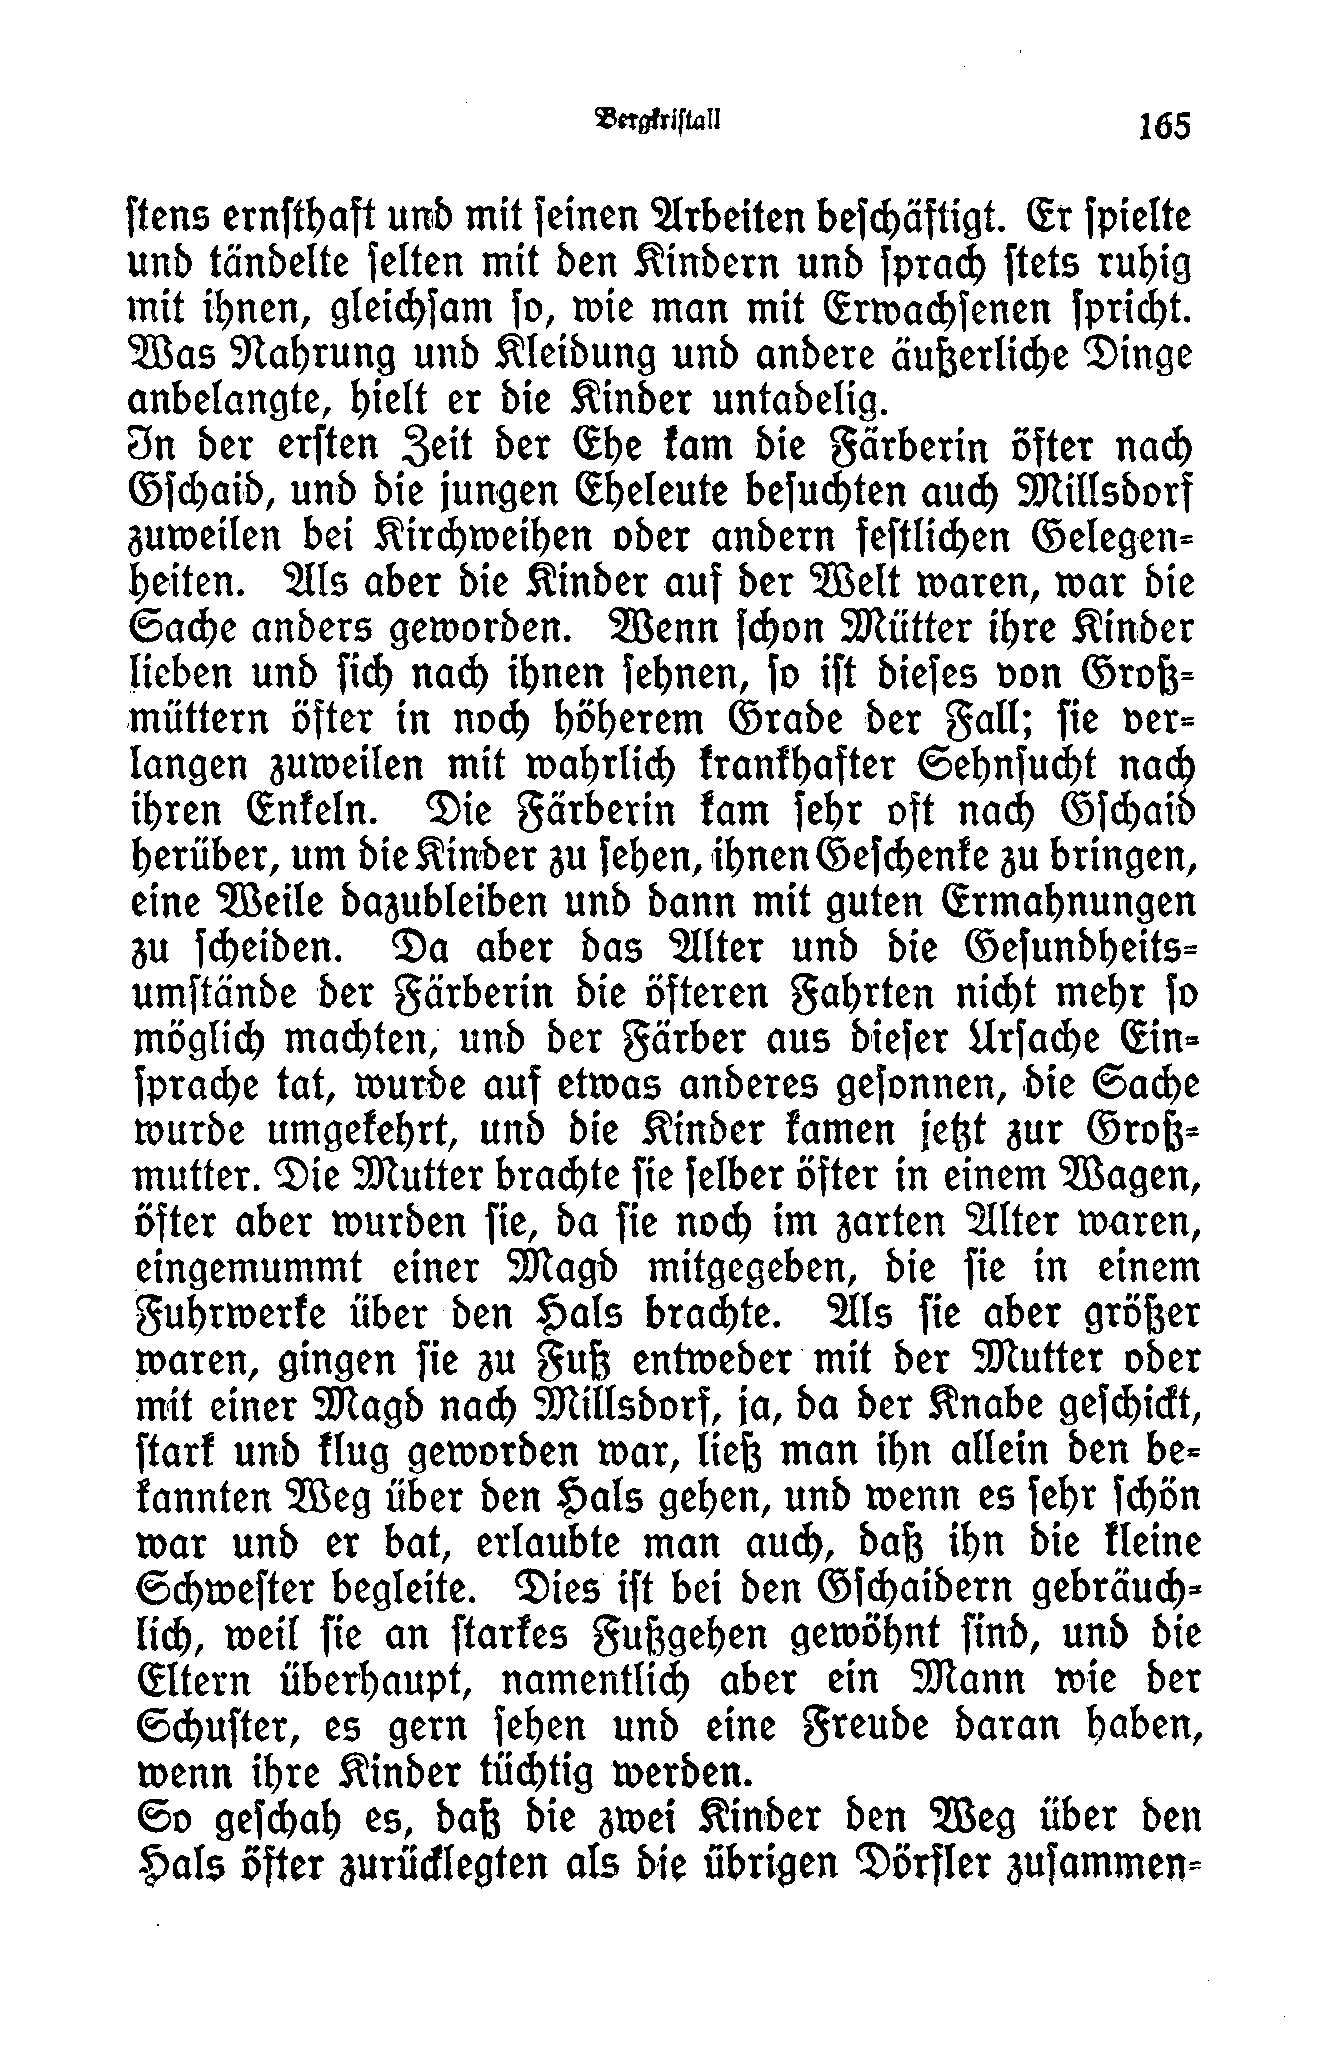 Bergkristall 165
stens ernsthaft und mit seinen Arbeiten beschäftigt. Er spielte
und tändelte selten mit den Kindern und sprach stets ruhig
mit ihnen, gleichsam so, wie man mit Erwachsenen spricht.
Was Nahrung und Kleidung und andere äußerliche Dinge
anbelangte, hielt er die Kinder untadelig.
In der ersten Zeit der Ehe kam die Färberin öfter nach
Gschaid, und die jungen Eheleute besuchten auch Millsdorf
zuweilen bei Kirchweihen oder andern festlichen Gelegen-
heiten. Als aber die Kinder auf der Welt waren, war die
Sache anders geworden. Wenn schon Mütter ihre Kinder
lieben und sich nach ihnen sehnen, so ist dieses von Groß-
müttern öfter in noch höherem Grade der Fall; sie ver-
langen zuweilen mit wahrlich krankhafter Sehnsucht nach
ihren Enkeln. Die Färberin kam sehr oft nach Gschaid
herüber, um die Kinder zu sehen, ihnen Geschenke zu bringen,
eine Weile dazubleiben und dann mit guten Ermahnungen
zu scheiden. Da aber das Alter und die Gesundheits-
umstände der Färberin die öfteren Fahrten nicht mehr so
möglich machten, und der Färber aus dieser Ursache Ein-
sprache tat, wurde auf etwas anderes gesonnen, die Sache
wurde umgekehrt, und die Kinder kamen jetzt zur Groß-
mutter. Die Mutter brachte sie selber öfter in einem Wagen,
öfter aber wurden sie, da sie noch im zarten Alter waren,
eingemummt einer Magd mitgegeben, die sie in einem
Fuhrwerke über den Hals brachte. Als sie aber größer
waren, gingen sie zu Fuß entweder mit der Mutter oder
mit einer Magd nach Millsdorf, ja, da der Knabe geschickt,
stark und klug geworden war, ließ man ihn allein den be-
kannten Weg über den Hals gehen, und wenn es sehr schön
war und er bat, erlaubte man auch, daß ihn die kleine
Schwester begleite. Dies ist bei den Gschaidern gebräuch-
lich, weil sie an starkes Fußgehen gewöhnt sind, und die
Eltern überhaupt, namentlich aber ein Mann wie der
Schuster, es gern sehen und eine Freude daran haben,
wenn ihre Kinder tüchtig werden.
So geschah es, daß die zwei Kinder den Weg über den
Hals öfter zurücklegten als die übrigen Dörfler zusammen-